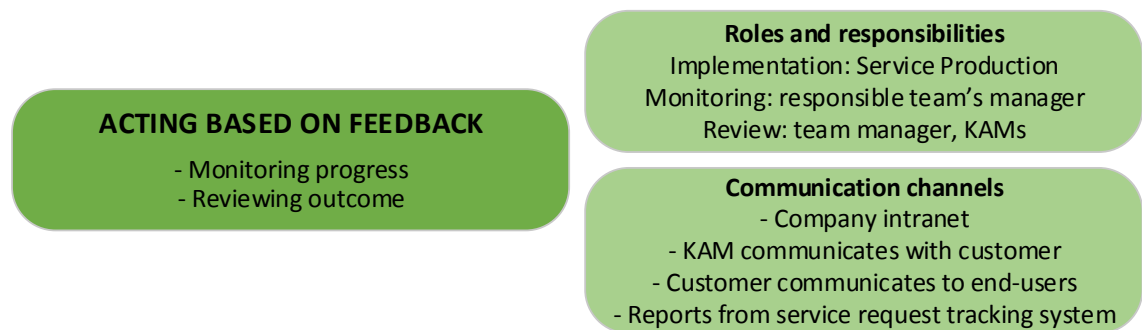 ACTING BASED ON FEEDBACK
- Monitoring progress
- Reviewing outcome
Roles and responsibilities
Implementation: Service Production
Monitoring: responsible team’s manager
Review: team manager, KAMs
Communication channels
- Company intranet
- KAM communicates with customer
- Customer communicates to end-users
- Reports from service request tracking system